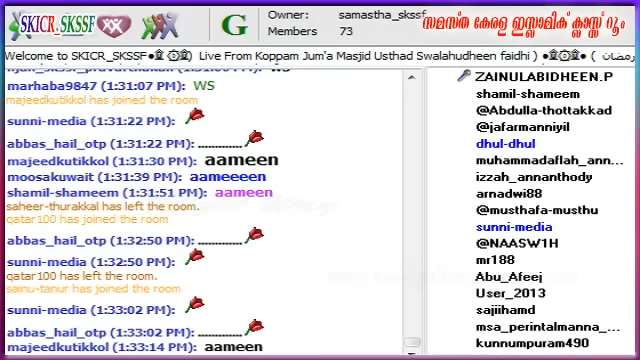 SKICR_SKSSF
G
Owner: samastha_skssf
Members 73
സമസ്ത കേരള ഇസ്ലാമിക് ക്ലാസ്സ് റൂം
Welcome to SKICR_SKSSF Live From Koppam Jum'a Masjid Usthad Swalahudheen faidhi )
marhaba9847 (1:31:07 PM): WS
majeedkutikkol has joined the room
sunni-media (1:31:22 PM):
abbas_hail_otp (1:31:22 PM): ..............
majeedkutikkol (1:31:30 PM): aameen
moosakuwait (1:31:39 PM): aameeeen
shamil-shameem (1:31:51 PM): aameen
saheer-thurakkal has left the room.
qatar100 has joined the room
abbas_hail_otp (1:32:50 PM): ..............
sunni-media (1:32:50 PM):
qatar100 has left the room.
sainu-tanur has joined the room
sunni-media (1:33:02 PM):
abbas_hail_otp (1:33:02 PM): ..............
majeedkutikkol (1:33:14 PM): aameen
ZAINULABIDHEEN.P
shamil-shameem
@Abdulla-thottakkad
@jafarmanniyil
dhul-dhul
muhammadaflah_ann...
izzah_annanthody
arnadwi88
@musthafa-musthu
sunni-media
@NAASW1H
mr188
Abu_Afeej
User_2013
sajiihamd
msa_perintalmanna_...
kunnumpuram490